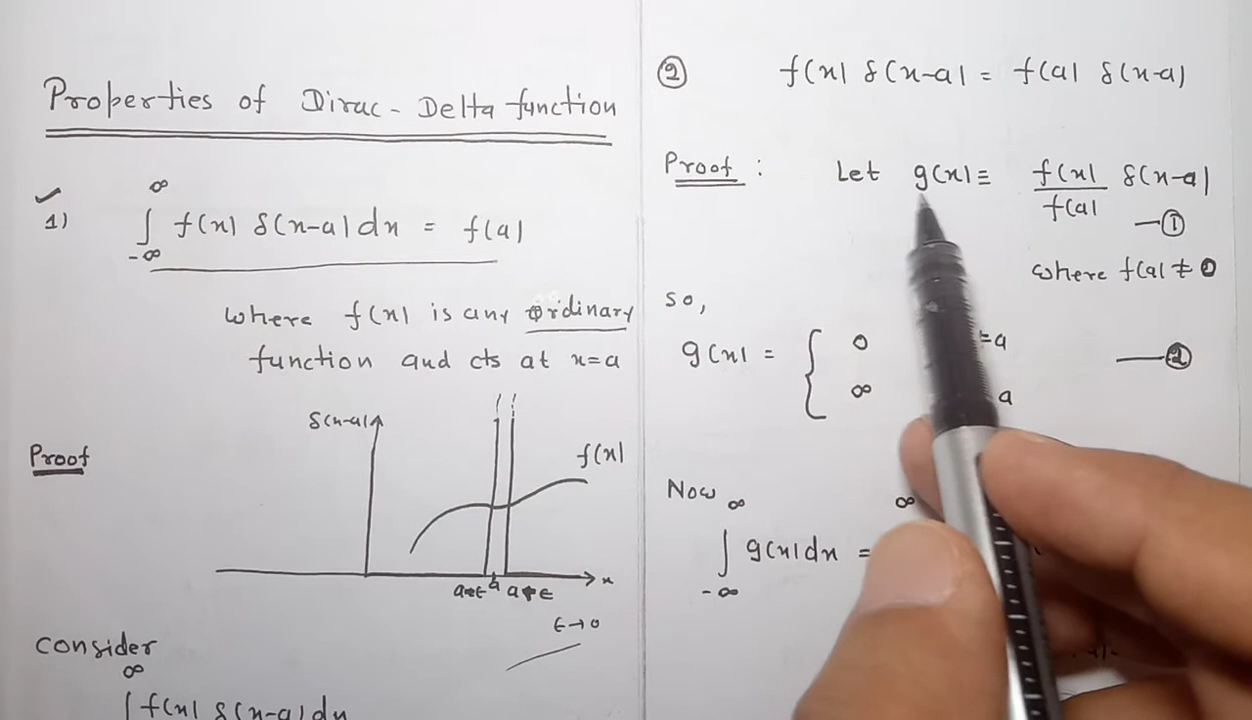 Properties of Dirac-Delta function
1) ∫_{-∞}^{∞} f(x) δ(x-a) dx = f(a)
where f(x) is any ordinary
function and cts at x=a
Proof
δ(x-a)
f(x)
a-ε a a+ε x
ε→0
Consider
∞
∫ f(x) δ(x-a) dx
② f(x) δ(x-a) = f(a) δ(x-a)
Proof : Let g(x) ≡ f(x)/f(a) δ(x-a) —①
where f(a) ≠ 0
So,
g(x) = { 0 =a —②
∞ a
Now
∫_{-∞}^{∞} g(x) dx = ∞